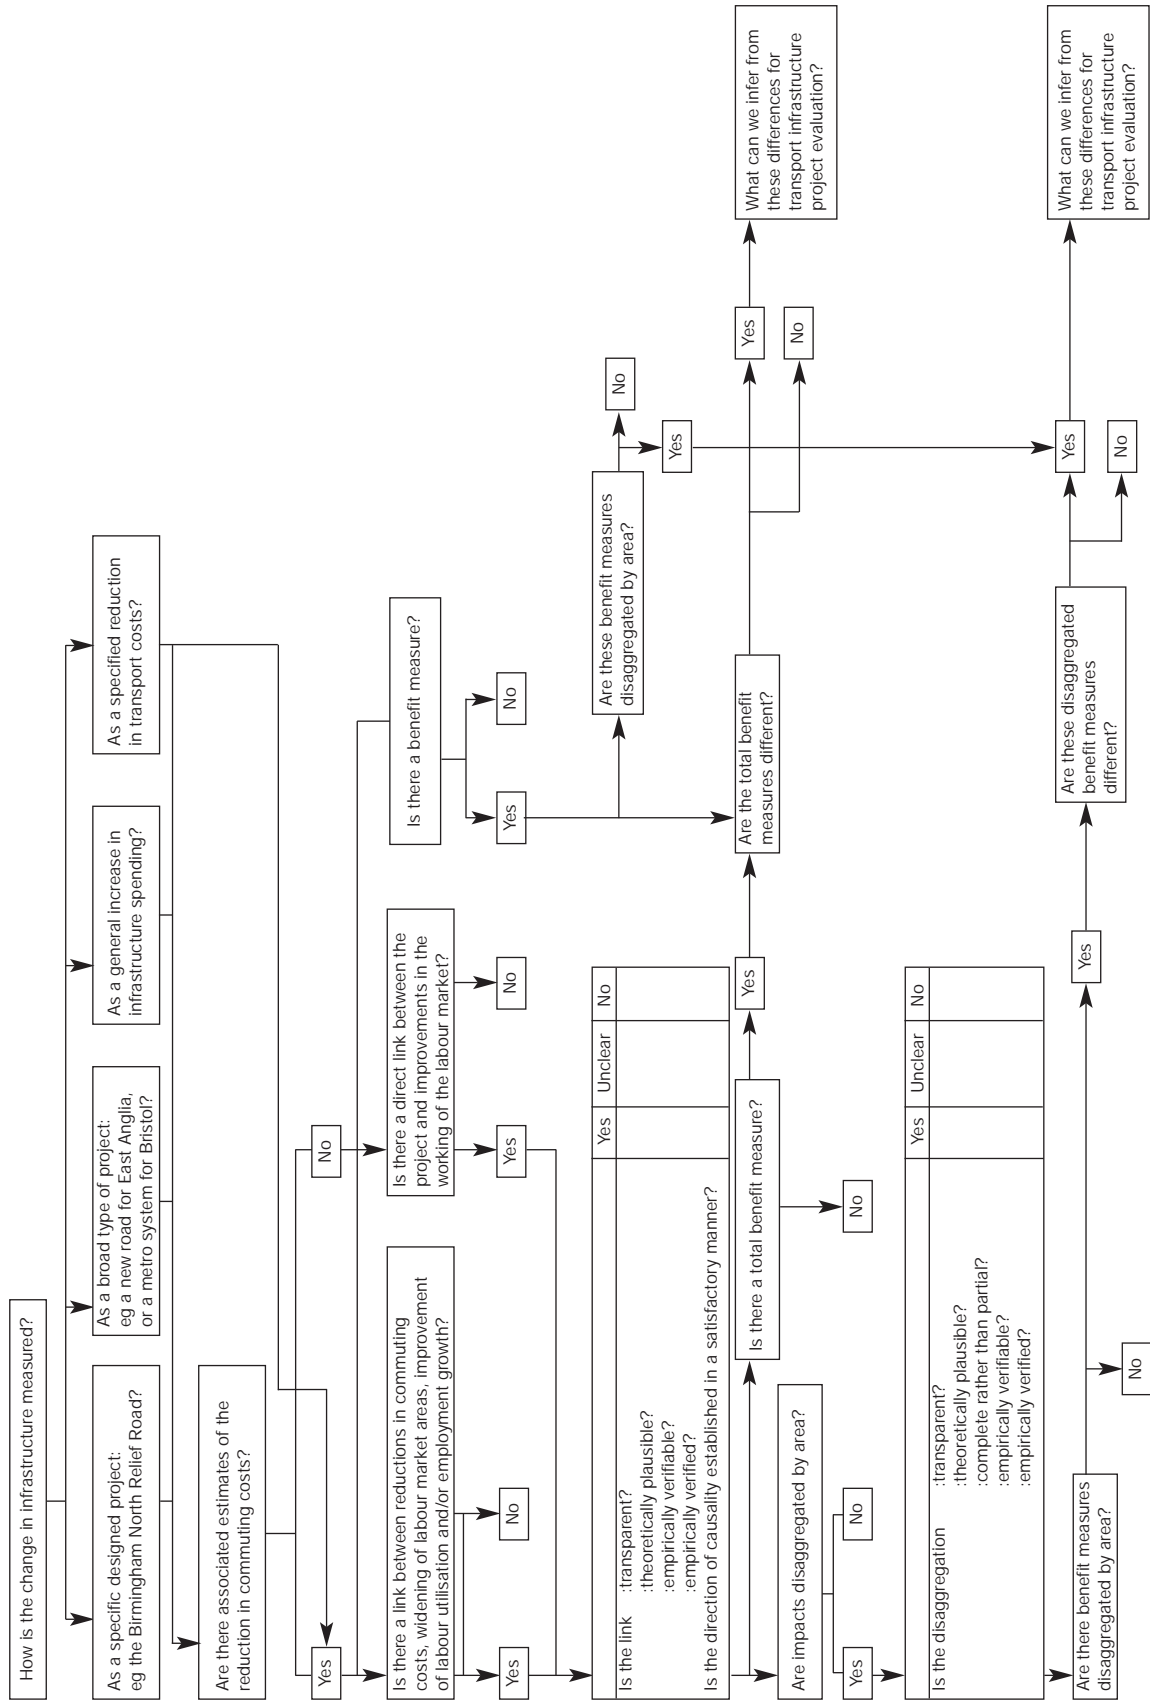 How is the change in infrastructure measured?
As a specific designed project:
eg the Birmingham North Relief Road?
As a broad type of project:
eg a new road for East Anglia,
or a metro system for Bristol?
As a general increase in
infrastructure spending?
As a specified reduction
in transport costs?
Are there associated estimates of the
reduction in commuting costs?
Yes
No
Is there a link between reductions in commuting
costs, widening of labour market areas, improvement
of labour utilisation and/or employment growth?
Is there a direct link between the
project and improvements in the
working of the labour market?
Is there a benefit measure?
Yes
No
Yes
No
Yes
No
Is the link :transparent?
:theoretically plausible?
:empirically verifiable?
:empirically verified?
Is the direction of causality established in a satisfactory manner?
Yes Unclear No
Are these benefit measures
disaggregated by area?
No
Yes
Is there a total benefit measure?
Yes
No
Are the total benefit
measures different?
Yes
No
What can we infer from
these differences for
transport infrastructure
project evaluation?
Are impacts disaggregated by area?
Yes
No
Is the disaggregation :transparent?
:theoretically plausible?
:complete rather than partial?
:empirically verifiable?
:empirically verified?
Yes Unclear No
Are there benefit measures
disaggregated by area?
No
Yes
Are these disaggregated
benefit measures
different?
Yes
No
What can we infer from
these differences for
transport infrastructure
project evaluation?